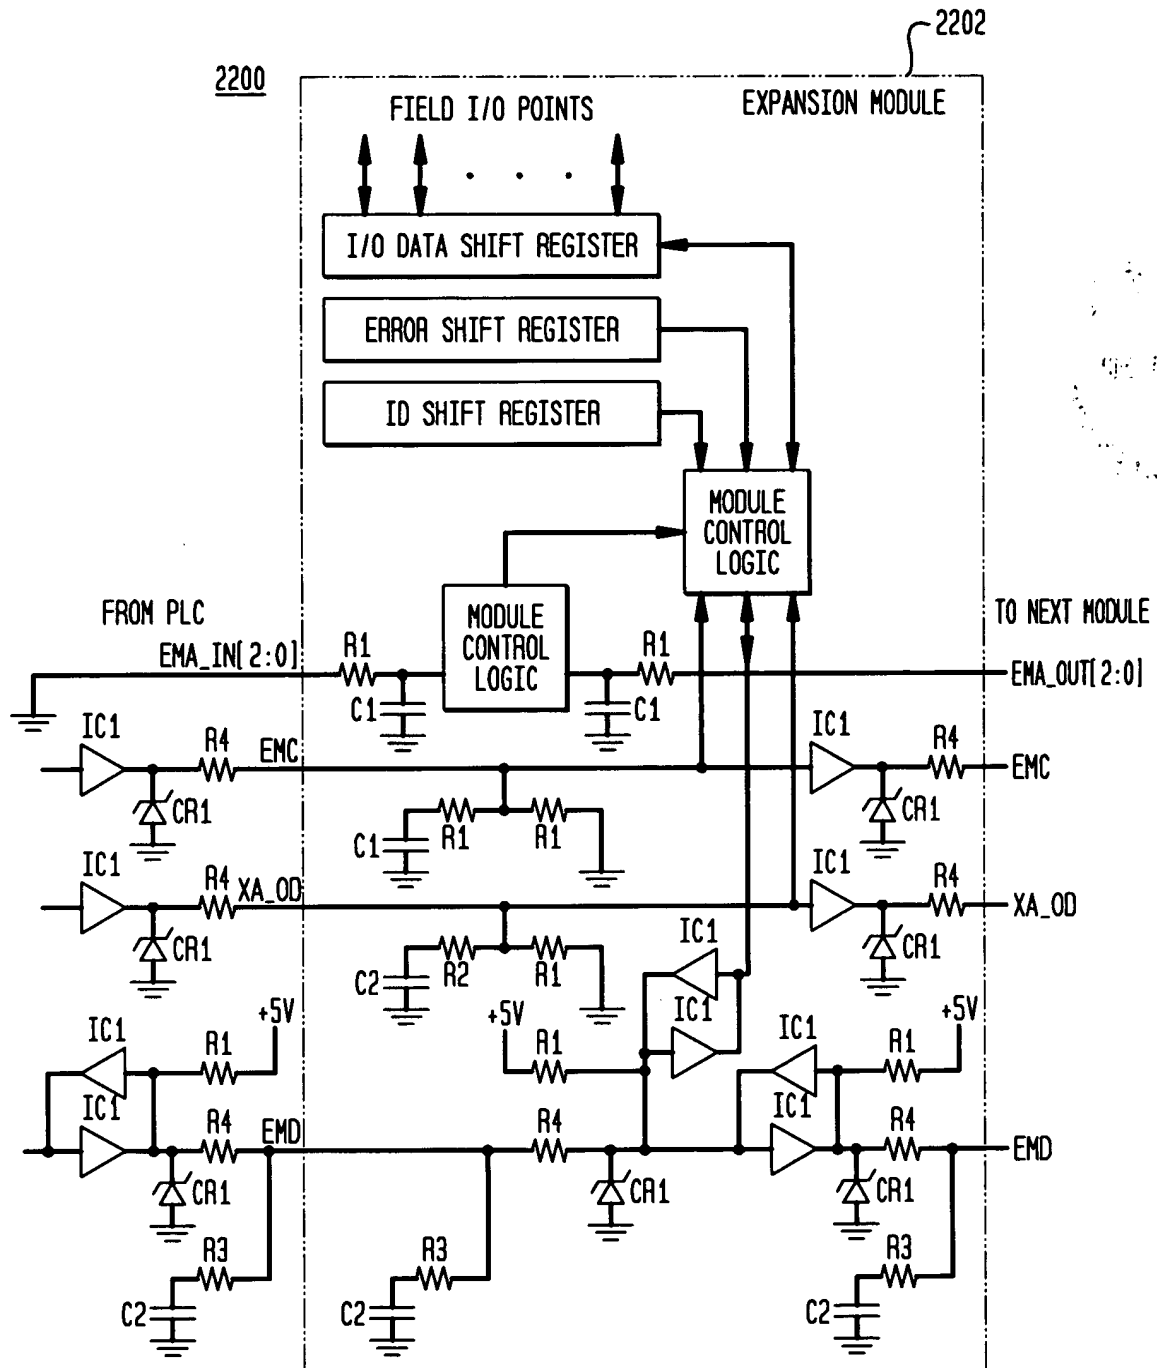 2202
2200
EXPANSION MODULE
FIELD I/O POINTS
I/O DATA SHIFT REGISTER
ERROR SHIFT REGISTER
ID SHIFT REGISTER
MODULE
CONTROL
LOGIC
FROM PLC
TO NEXT MODULE
MODULE
CONTROL
LOGIC
EMA_IN[2:0]
R1
R1
EMA_OUT[2:0]
C1
C1
IC1
R4
EMC
IC1
R4
EMC
CR1
R1
R1
CR1
C1
IC1
R4
XA_OD
IC1
R4
XA_OD
CR1
IC1
CR1
C2
R2
R1
+5V
+5V
IC1
+5V
IC1
R1
R1
IC1
R1
IC1
R4
EMD
R4
IC1
R4
EMD
CR1
CR1
CR1
R3
R3
R3
C2
C2
C2